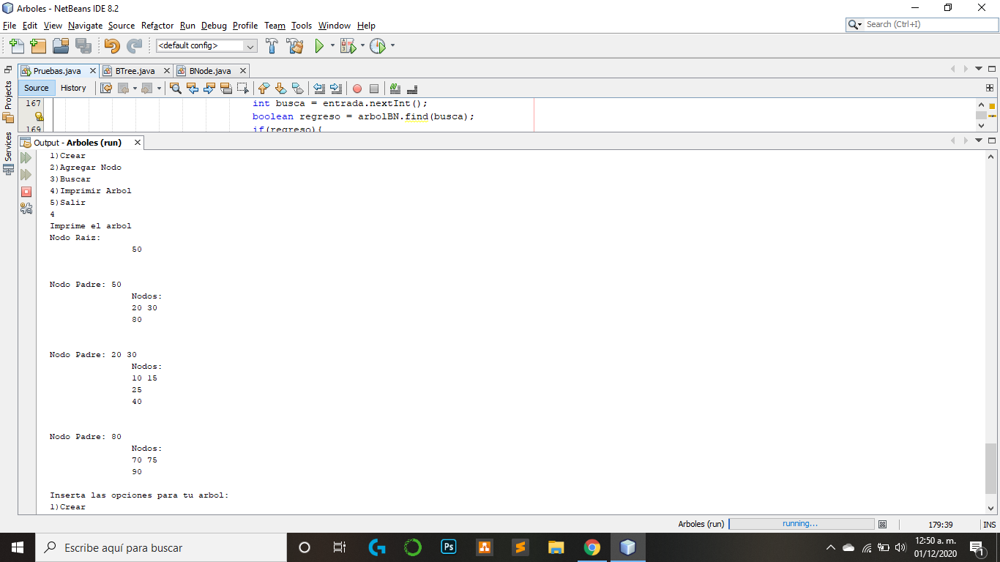 Arboles - NetBeans IDE 8.2
File Edit View Navigate Source Refactor Run Debug Profile Team Tools Window Help
Search (Ctrl+I)
<default config>
Pruebas.java BTree.java BNode.java
Projects
Services
Source History
167 int busca = entrada.nextInt();
boolean regreso = arbolBN.find(busca);
169 if(regreso){
Output - Arboles (run)
1)Crear
2)Agregar Nodo
3)Buscar
4)Imprimir Arbol
5)Salir
4
Imprime el arbol
Nodo Raiz:
50
Nodo Padre: 50
Nodos:
20 30
80
Nodo Padre: 20 30
Nodos:
10 15
25
40
Nodo Padre: 80
Nodos:
70 75
90
Inserta las opciones para tu arbol:
1)Crear
Arboles (run) running... 179:39 INS
Escribe aquí para buscar
Ps
12:50 a. m.
01/12/2020
1